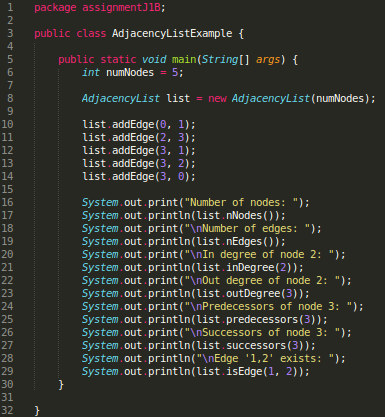 1 package assignmentJ1B;
2
3 public class AdjacencyListExample {
4
5 public static void main(String[] args) {
6 int numNodes = 5;
7
8 AdjacencyList list = new AdjacencyList(numNodes);
9
10 list.addEdge(0, 1);
11 list.addEdge(2, 3);
12 list.addEdge(3, 1);
13 list.addEdge(3, 2);
14 list.addEdge(3, 0);
15
16 System.out.print("Number of nodes: ");
17 System.out.println(list.nNodes());
18 System.out.print("\nNumber of edges: ");
19 System.out.println(list.nEdges());
20 System.out.print("\nIn degree of node 2: ");
21 System.out.println(list.inDegree(2));
22 System.out.print("\nOut degree of node 2: ");
23 System.out.println(list.outDegree(3));
24 System.out.print("\nPredecessors of node 3: ");
25 System.out.println(list.predecessors(3));
26 System.out.print("\nSuccessors of node 3: ");
27 System.out.println(list.successors(3));
28 System.out.println("\nEdge '1,2' exists: ");
29 System.out.println(list.isEdge(1, 2));
30 }
31
32 }